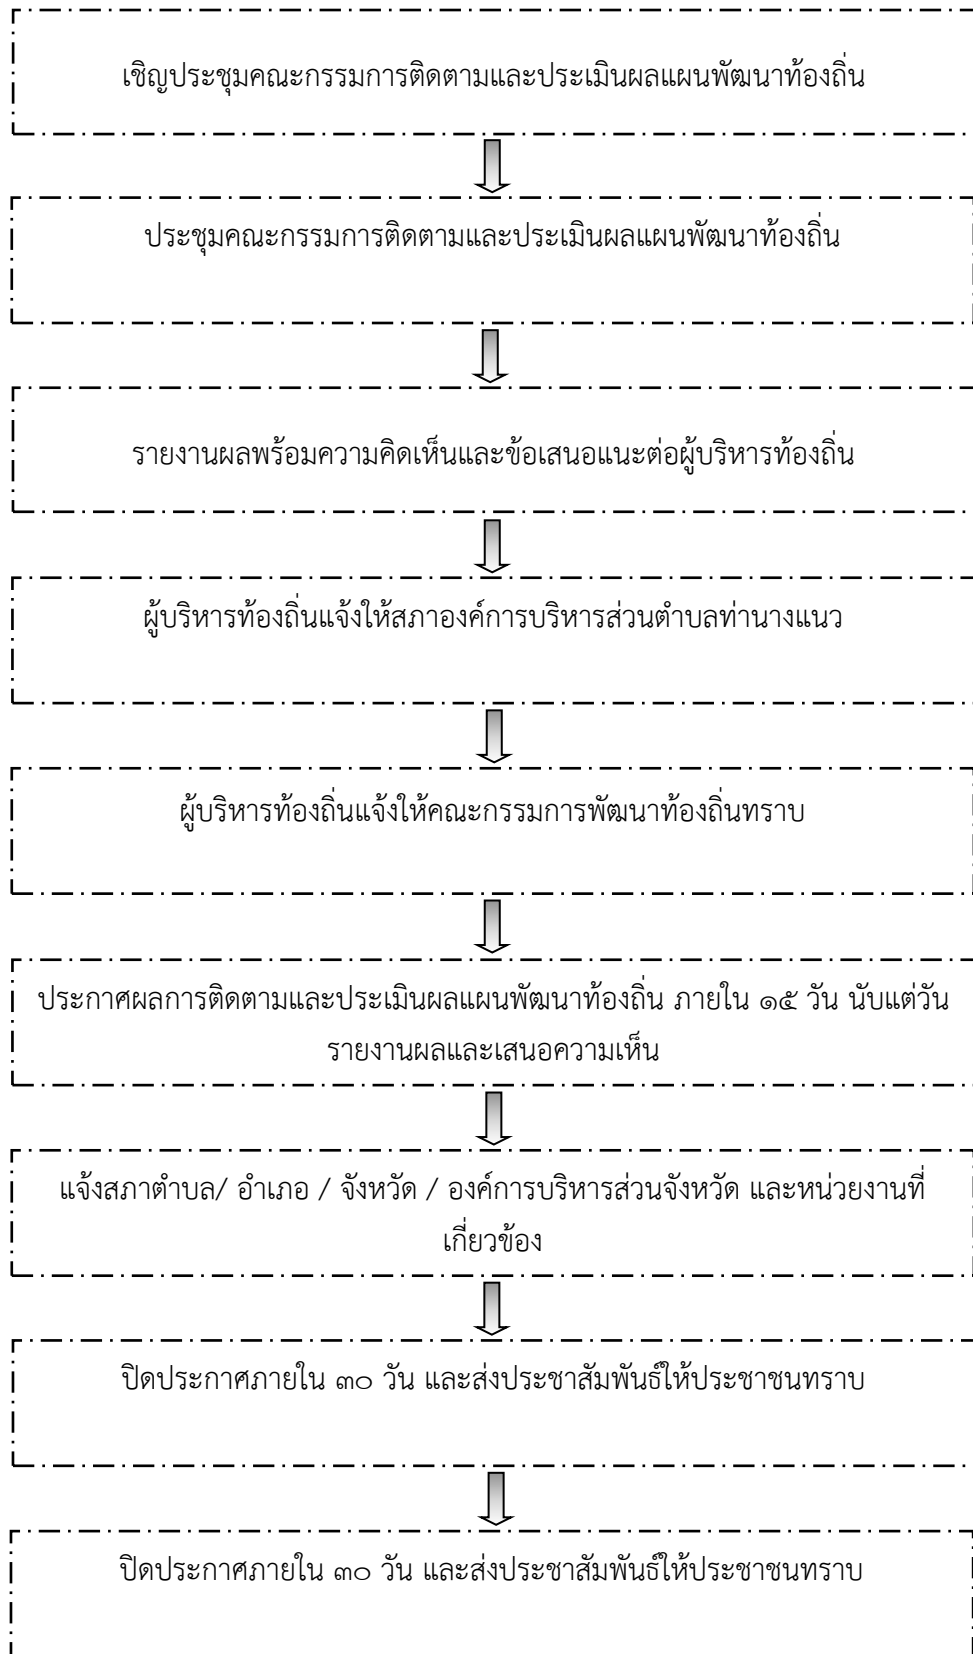 เชิญประชุมคณะกรรมการติดตามและประเมินผลแผนพัฒนาท้องถิ่น
ประชุมคณะกรรมการติดตามและประเมินผลแผนพัฒนาท้องถิ่น
รายงานผลพร้อมความคิดเห็นและข้อเสนอแนะต่อผู้บริหารท้องถิ่น
ผู้บริหารท้องถิ่นแจ้งให้สภาองค์การบริหารส่วนตำบลท่านางแนว
ผู้บริหารท้องถิ่นแจ้งให้คณะกรรมการพัฒนาท้องถิ่นทราบ
ประกาศผลการติดตามและประเมินผลแผนพัฒนาท้องถิ่น ภายใน ๑๕ วัน นับแต่วัน
รายงานผลและเสนอความเห็น
แจ้งสภาตำบล/ อำเภอ / จังหวัด / องค์การบริหารส่วนจังหวัด และหน่วยงานที่
เกี่ยวข้อง
ปิดประกาศภายใน ๓๐ วัน และส่งประชาสัมพันธ์ให้ประชาชนทราบ
ปิดประกาศภายใน ๓๐ วัน และส่งประชาสัมพันธ์ให้ประชาชนทราบ